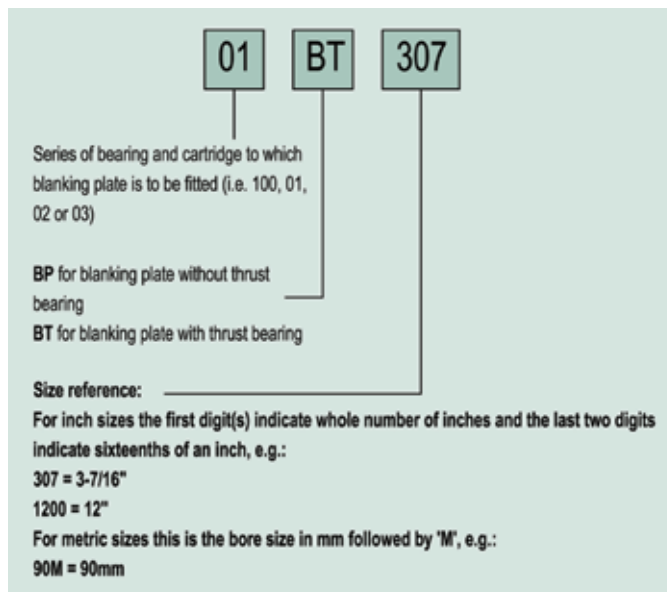 01 BT 307
Series of bearing and cartridge to which
blanking plate is to be fitted (i.e. 100, 01,
02 or 03)
BP for blanking plate without thrust
bearing
BT for blanking plate with thrust bearing
Size reference:
For inch sizes the first digit(s) indicate whole number of inches and the last two digits
indicate sixteenths of an inch, e.g.:
307 = 3-7/16"
1200 = 12"
For metric sizes this is the bore size in mm followed by 'M', e.g.:
90M = 90mm